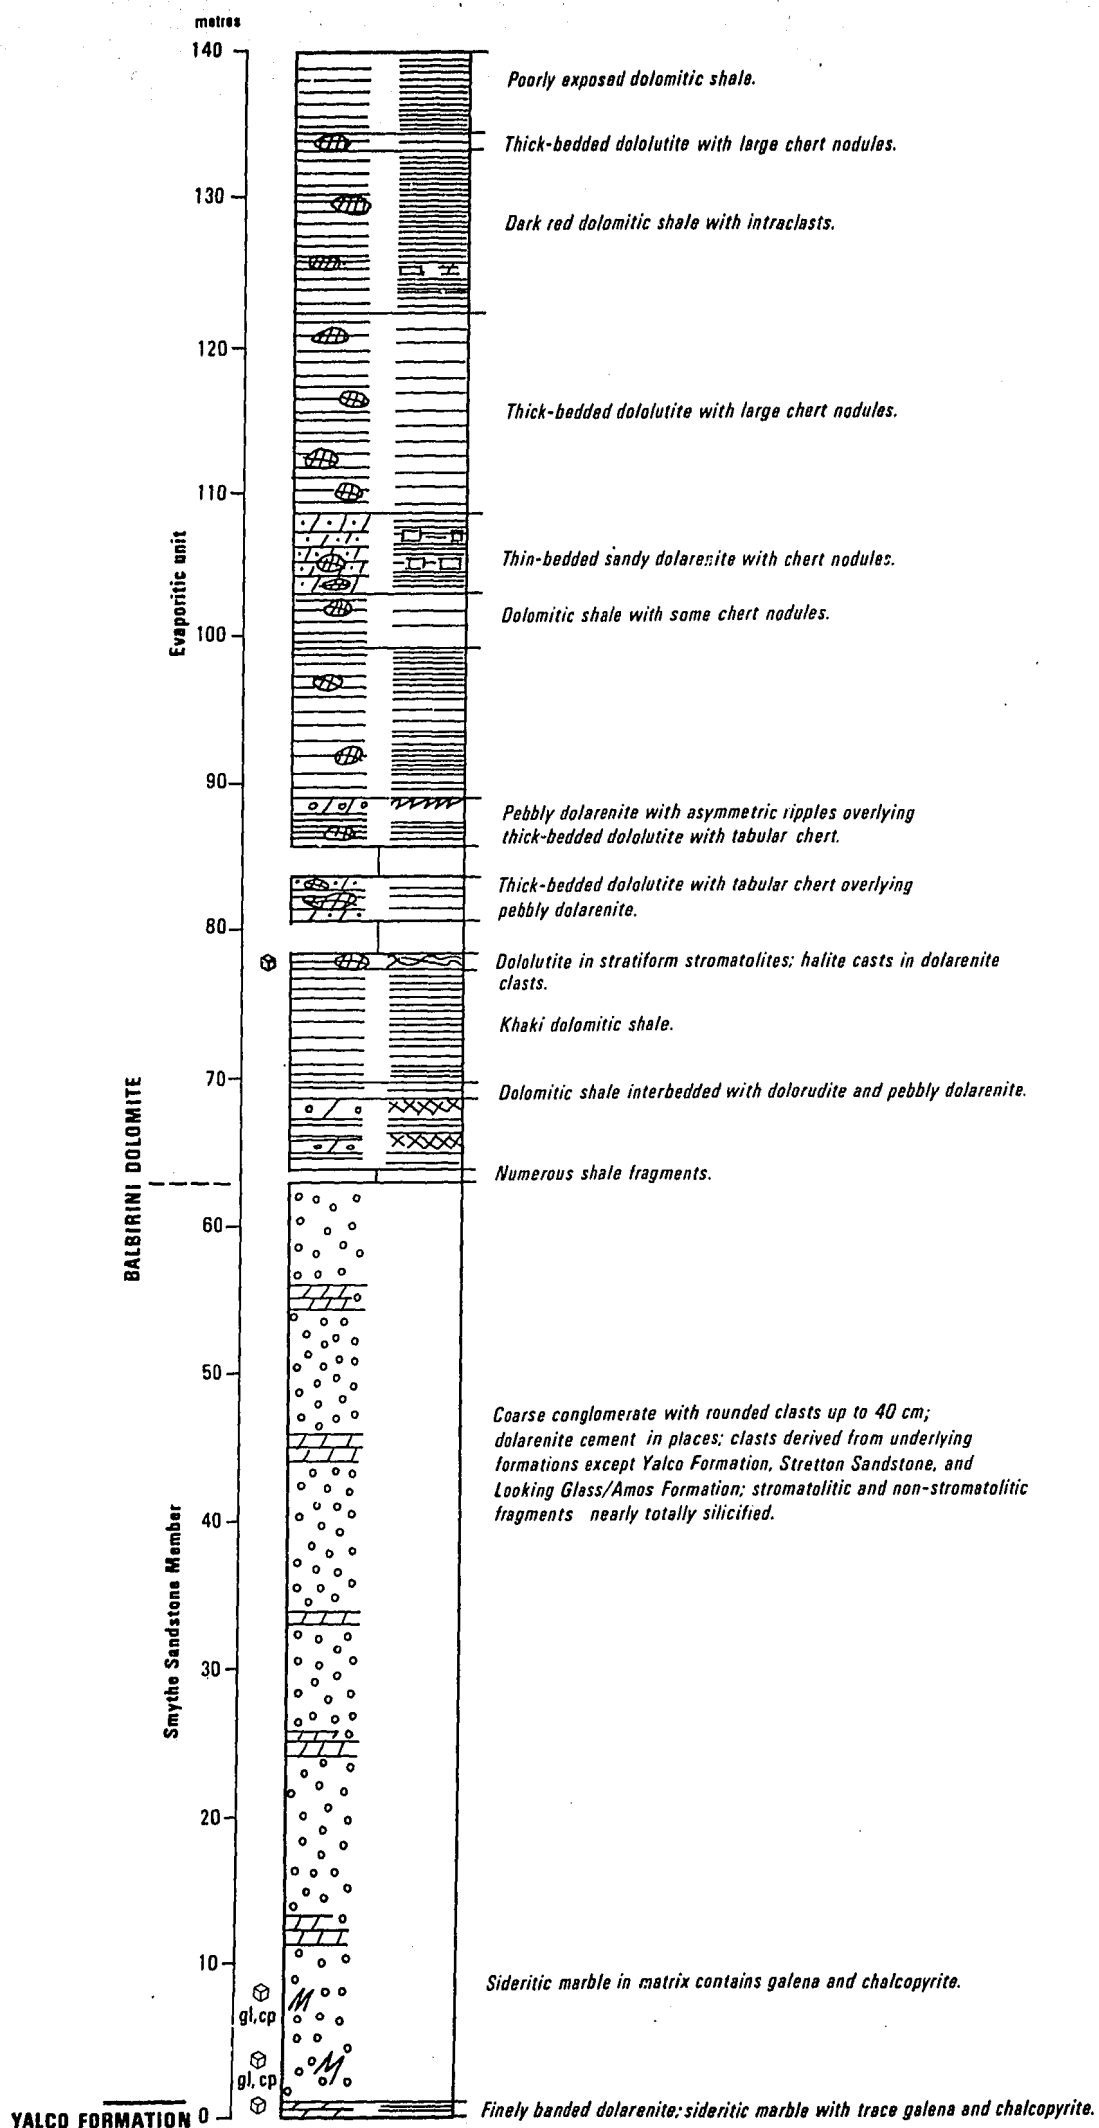 metres
140
Poorly exposed dolomitic shale.
Thick-bedded dololutite with large chert nodules.
130
Dark red dolomitic shale with intraclasts.
120
Thick-bedded dololutite with large chert nodules.
110
Evaporitic unit
Thin-bedded sandy dolarenite with chert nodules.
Dolomitic shale with some chert nodules.
100
90
Pebbly dolarenite with asymmetric ripples overlying
thick-bedded dololutite with tabular chert.
Thick-bedded dololutite with tabular chert overlying
pebbly dolarenite.
80
Dololutite in stratiform stromatolites; halite casts in dolarenite
clasts.
Khaki dolomitic shale.
70
Dolomitic shale interbedded with dolorudite and pebbly dolarenite.
BALBIRINI DOLOMITE
Numerous shale fragments.
60
50
Coarse conglomerate with rounded clasts up to 40 cm;
dolarenite cement in places; clasts derived from underlying
formations except Yalco Formation, Stretton Sandstone, and
Looking Glass/Amos Formation; stromatolitic and non-stromatolitic
fragments nearly totally silicified.
40
Smythe Sandstone Member
30
20
10
Sideritic marble in matrix contains galena and chalcopyrite.
gl,cp
gl,cp
YALCO FORMATION 0
Finely banded dolarenite; sideritic marble with trace galena and chalcopyrite.